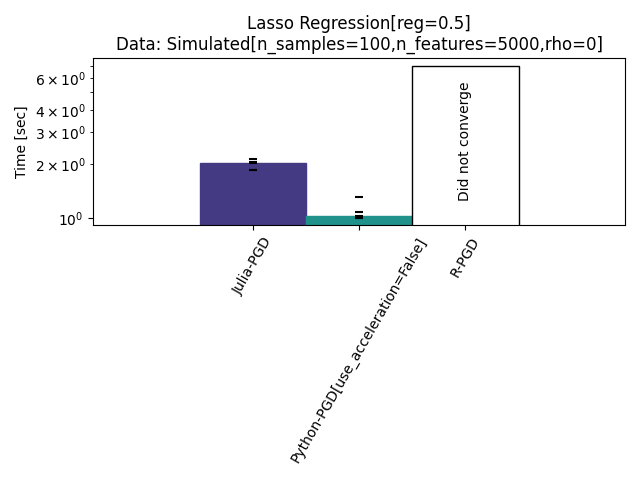 Lasso Regression[reg=0.5]
Data: Simulated[n_samples=100,n_features=5000,rho=0]
Time [sec]
6 × 10⁰
4 × 10⁰
3 × 10⁰
2 × 10⁰
10⁰
Did not converge
Julia-PGD
Python-PGD[use_acceleration=False]
R-PGD